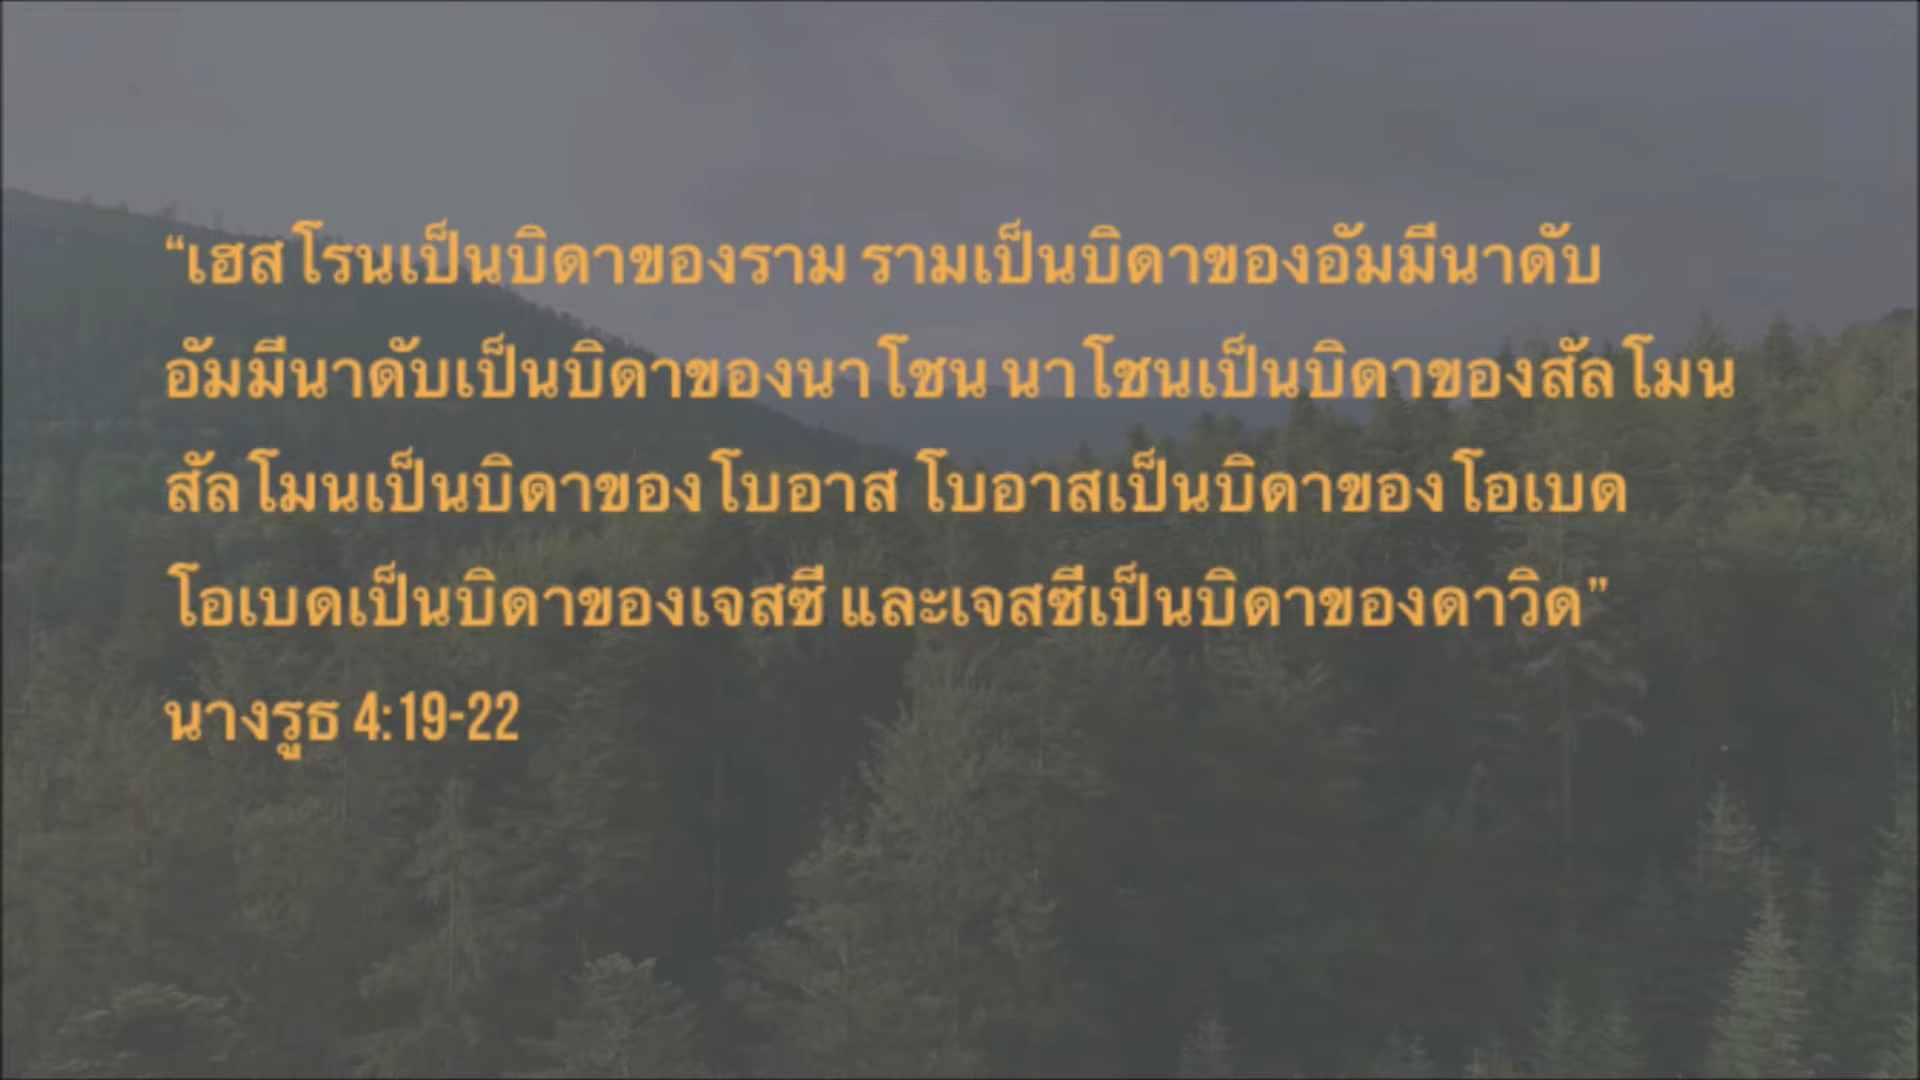 “เฮสโรนเป็นบิดาของราม รามเป็นบิดาของอัมมีนาดับ
อัมมีนาดับเป็นบิดาของนาโชน นาโชนเป็นบิดาของสัลโมน
สัลโมนเป็นบิดาของโบอาส โบอาสเป็นบิดาของโอเบด
โอเบดเป็นบิดาของเจสซี และเจสซีเป็นบิดาของดาวิด”
นางรูธ 4:19-22